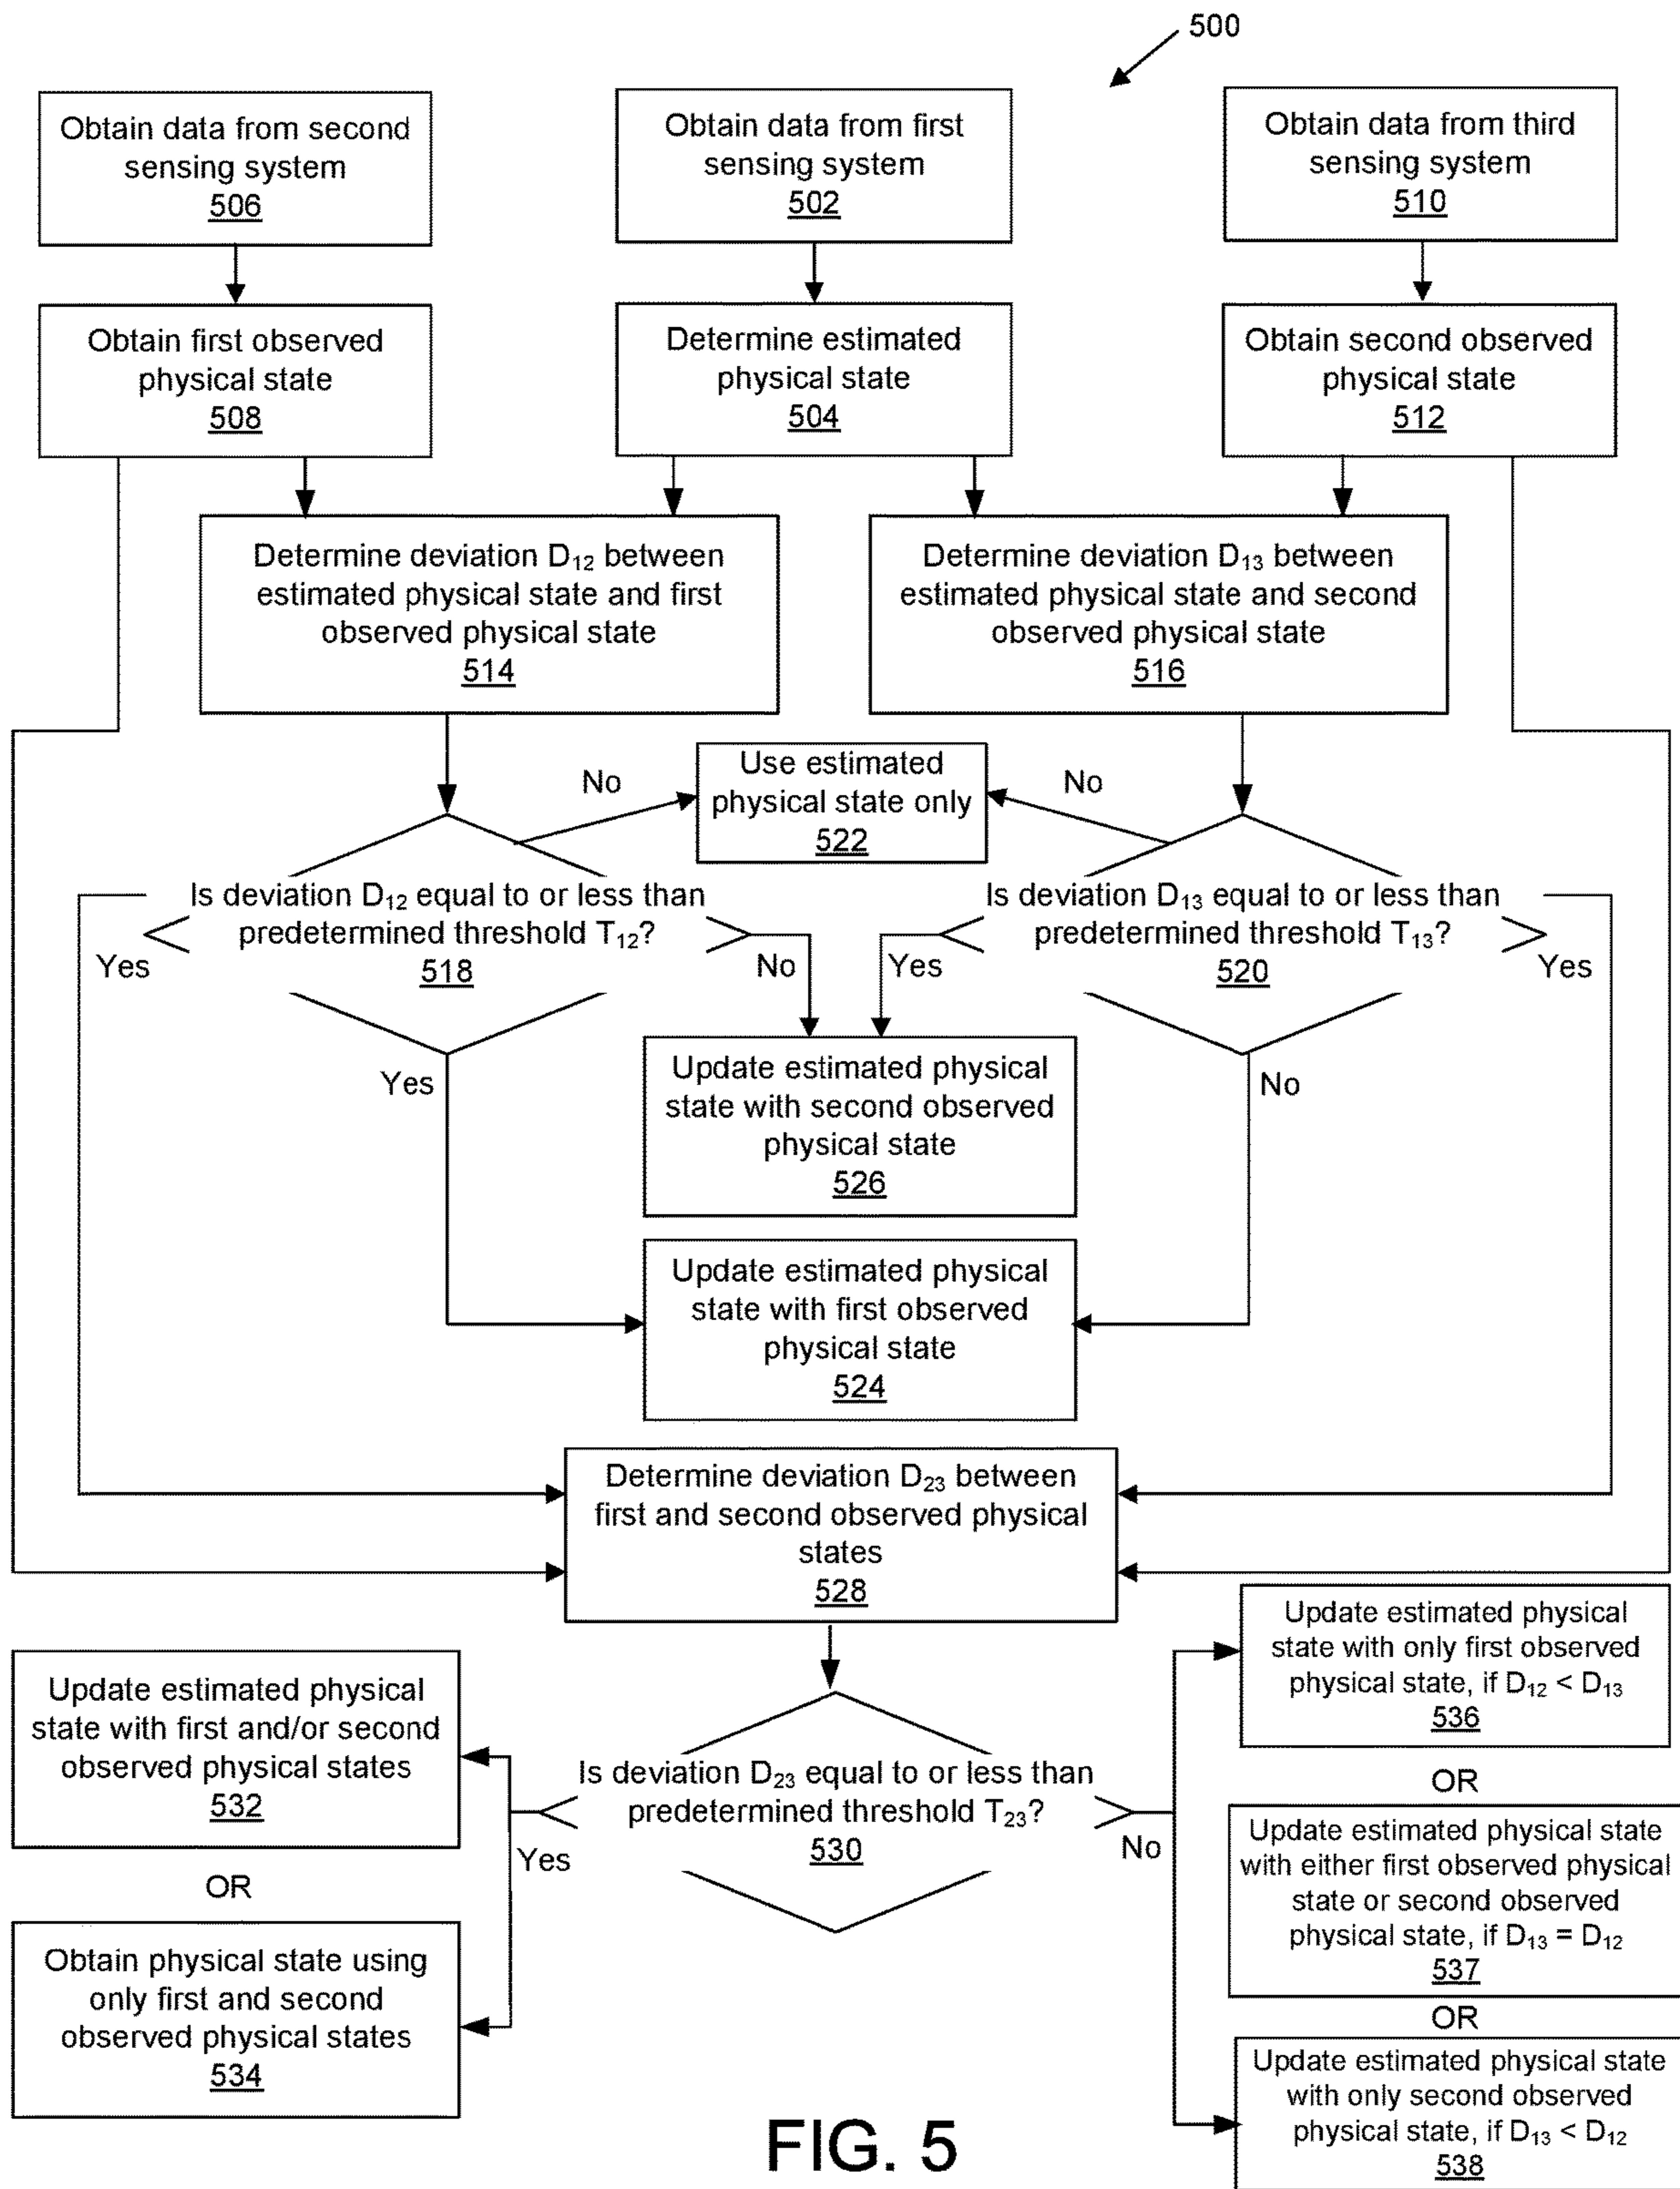 500
Obtain data from second
sensing system
506
Obtain data from first
sensing system
502
Obtain data from third
sensing system
510
Obtain first observed
physical state
508
Determine estimated
physical state
504
Obtain second observed
physical state
512
Determine deviation D₁₂ between
estimated physical state and first
observed physical state
514
Determine deviation D₁₃ between
estimated physical state and second
observed physical state
516
No
Use estimated
physical state only
522
No
Is deviation D₁₂ equal to or less than
predetermined threshold T₁₂?
518
Yes
No
Is deviation D₁₃ equal to or less than
predetermined threshold T₁₃?
520
Yes
Yes
Yes
Update estimated physical
state with second observed
physical state
526
No
Update estimated physical
state with first observed
physical state
524
Determine deviation D₂₃ between
first and second observed physical
states
528
Is deviation D₂₃ equal to or less than
predetermined threshold T₂₃?
530
Yes
No
Update estimated physical
state with first and/or second
observed physical states
532
OR
Obtain physical state using
only first and second
observed physical states
534
Update estimated physical
state with only first observed
physical state, if D₁₂ < D₁₃
536
OR
Update estimated physical state
with either first observed physical
state or second observed
physical state, if D₁₃ = D₁₂
537
OR
Update estimated physical state
with only second observed
physical state, if D₁₃ < D₁₂
538
FIG. 5